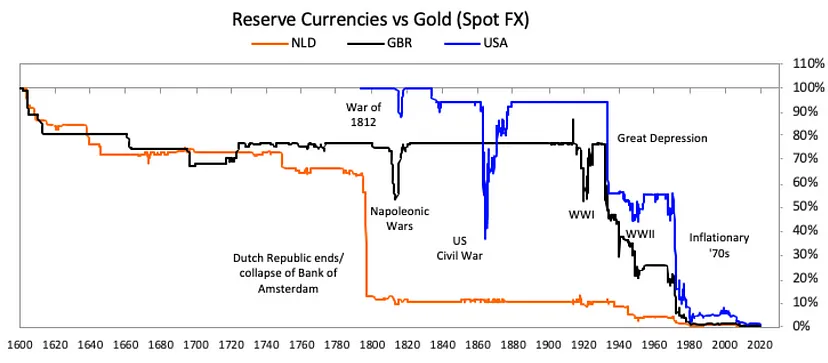 Reserve Currencies vs Gold (Spot FX)
NLD GBR USA
110%
100%
90%
80%
70%
60%
50%
40%
30%
20%
10%
0%
War of
1812
Great Depression
Napoleonic
Wars
WWI
WWII
US
Civil War
Inflationary
'70s
Dutch Republic ends/
collapse of Bank of
Amsterdam
1600 1620 1640 1660 1680 1700 1720 1740 1760 1780 1800 1820 1840 1860 1880 1900 1920 1940 1960 1980 2000 2020